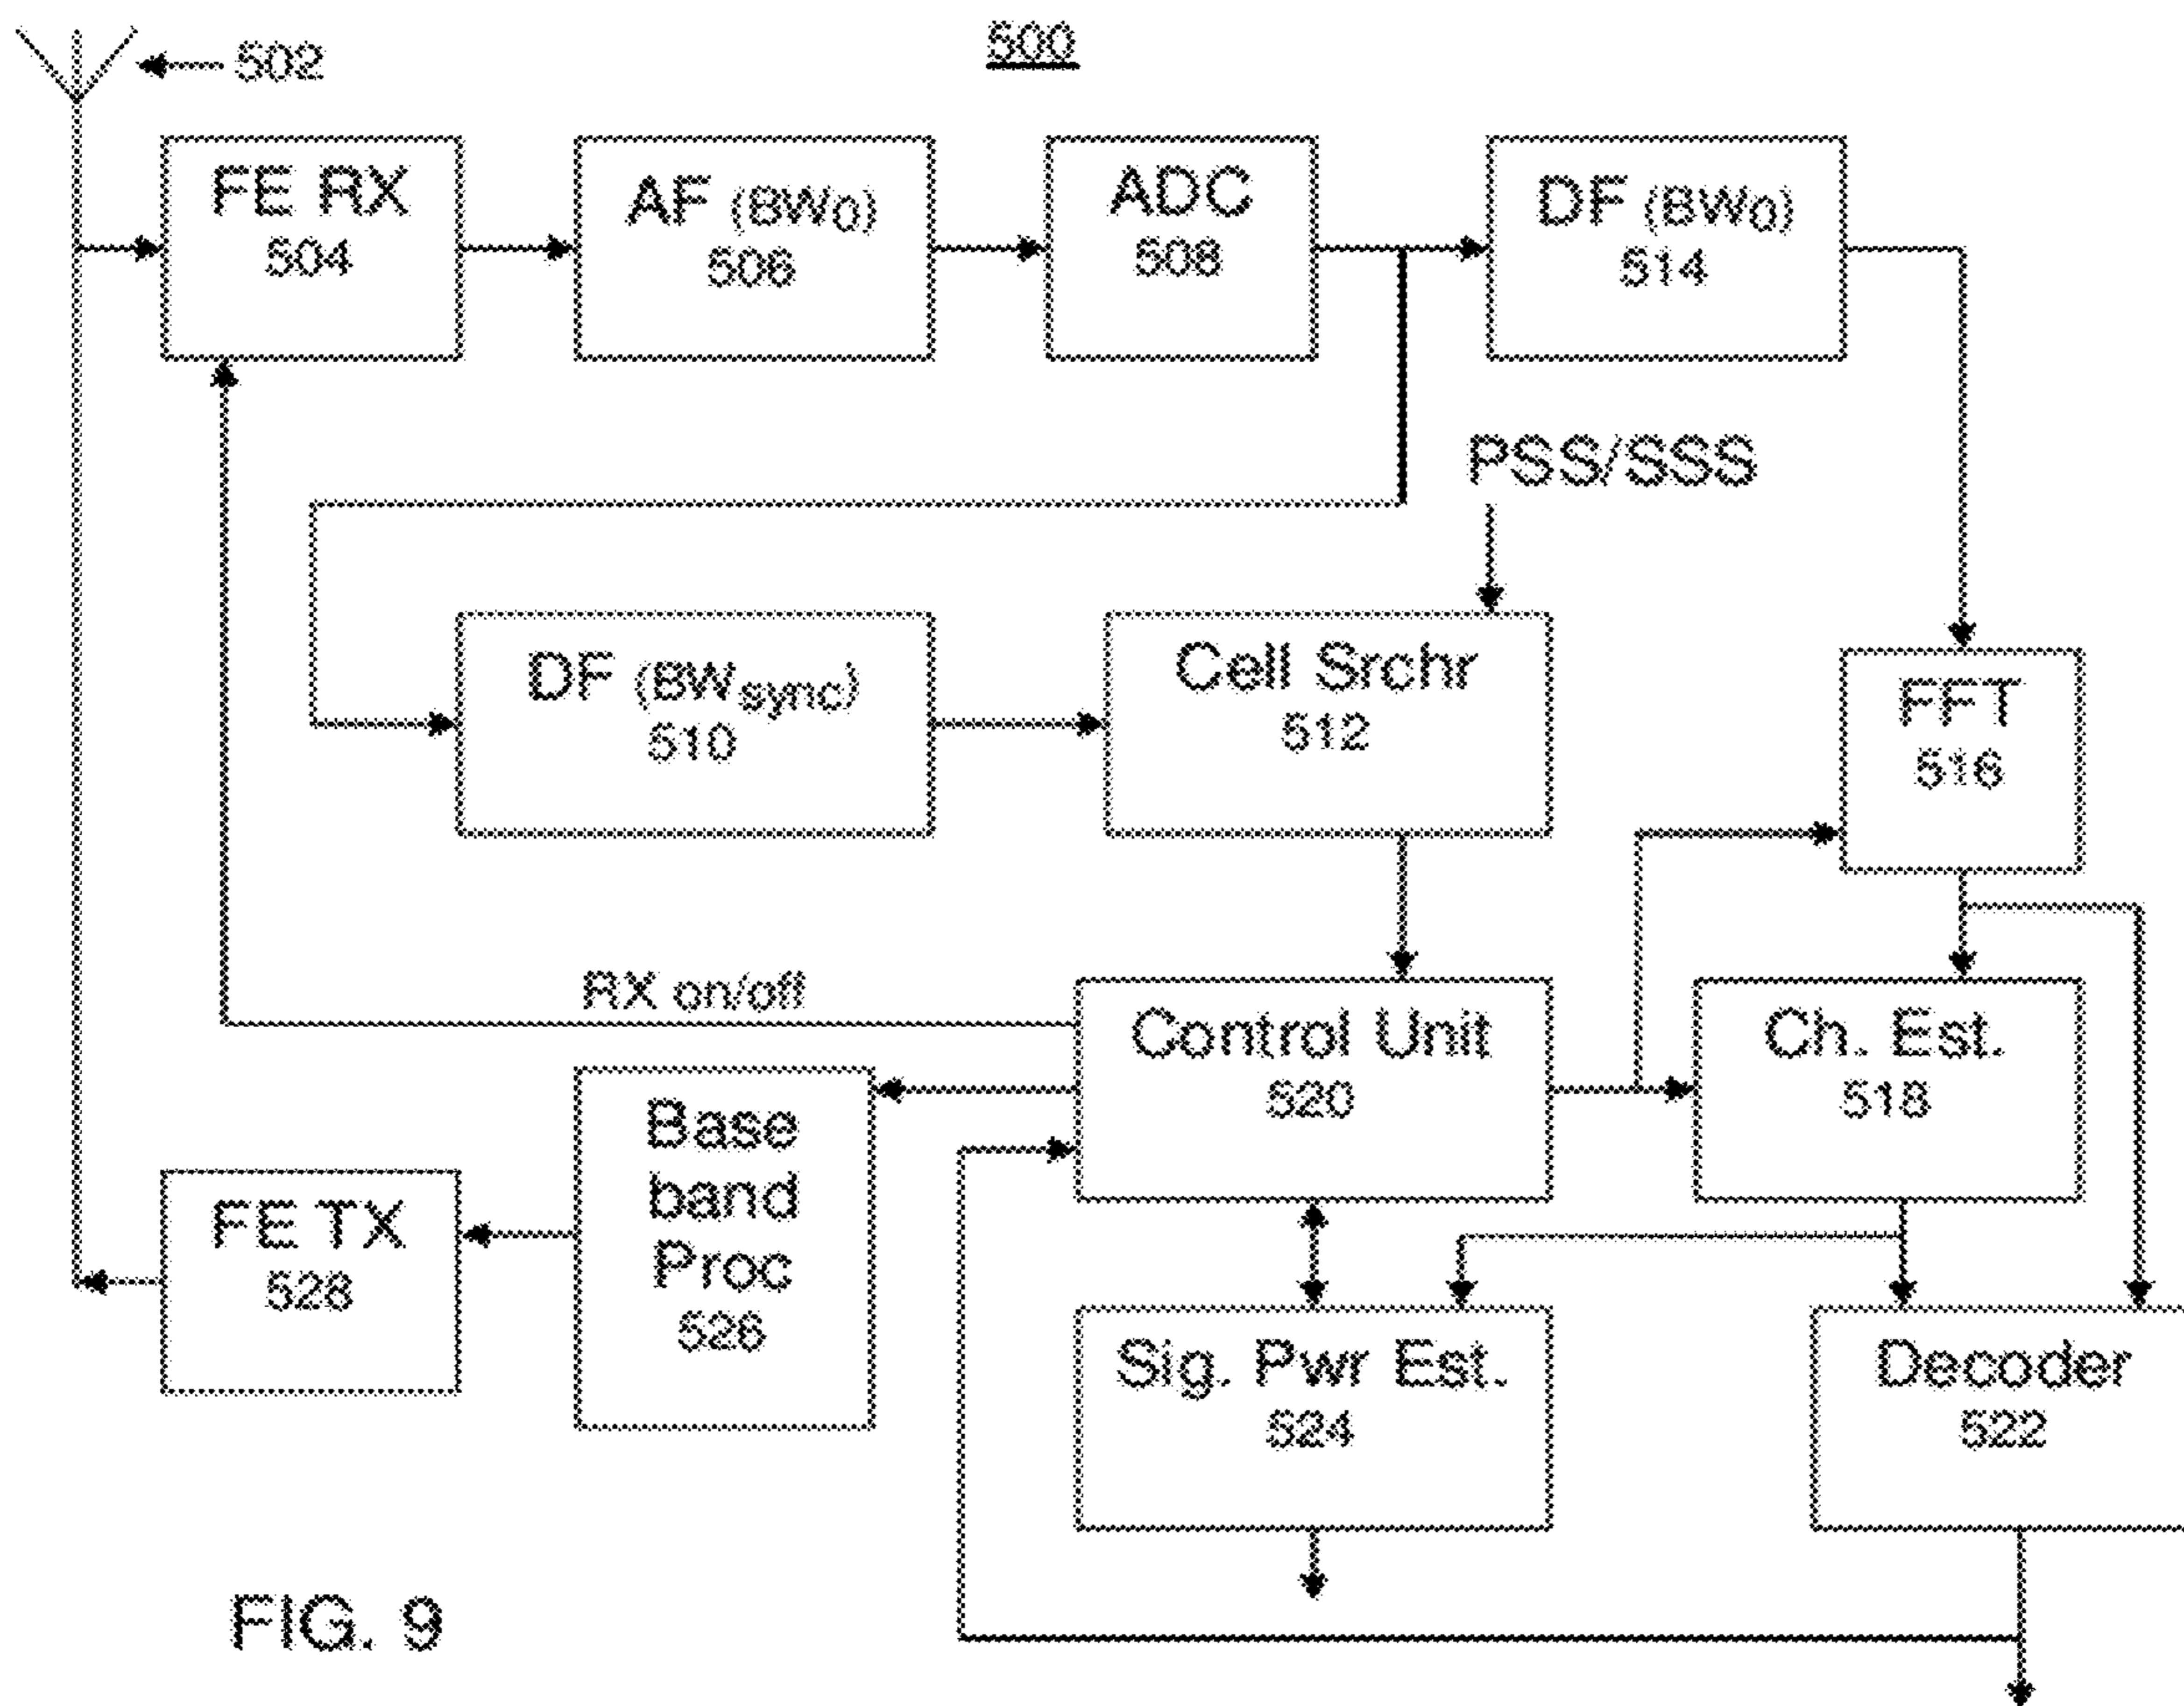 500
502
FE RX
504
AF (BW0)
506
ADC
508
DF (BW0)
514
PSS/SSS
DF (BWsync)
510
Cell Srchr
512
FFT
516
RX on/off
Control Unit
520
Ch. Est.
518
Base
band
Proc
526
FE TX
528
Sig. Pwr Est.
524
Decoder
522
FIG. 9